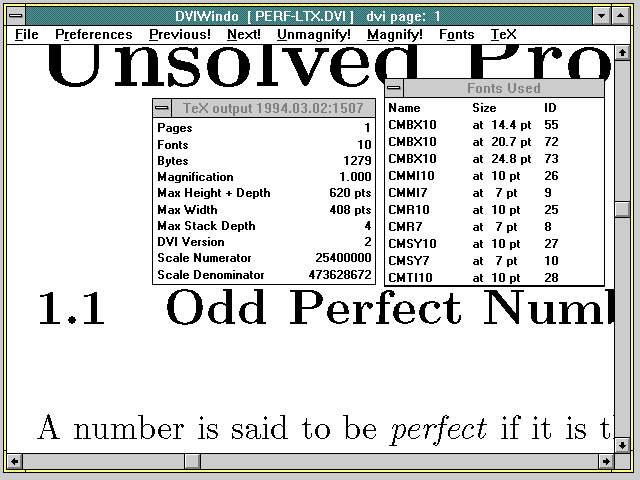 DVIWindo [ PERF-LTX.DVI ] dvi page: 1
File Preferences Previous! Next! Unmagnify! Magnify! Fonts TeX
Unsolved Pro
TeX output 1994.03.02:1507
Pages 1
Fonts 10
Bytes 1279
Magnification 1.000
Max Height + Depth 620 pts
Max Width 408 pts
Max Stack Depth 4
DVI Version 2
Scale Numerator 25400000
Scale Denominator 473628672
Fonts Used
Name Size ID
CMBX10 at 14.4 pt 55
CMBX10 at 20.7 pt 72
CMBX10 at 24.8 pt 73
CMMI10 at 10 pt 26
CMMI7 at 7 pt 9
CMR10 at 10 pt 25
CMR7 at 7 pt 8
CMSY10 at 10 pt 27
CMSY7 at 7 pt 10
CMTI10 at 10 pt 28
1.1 Odd Perfect Num
A number is said to be perfect if it is t